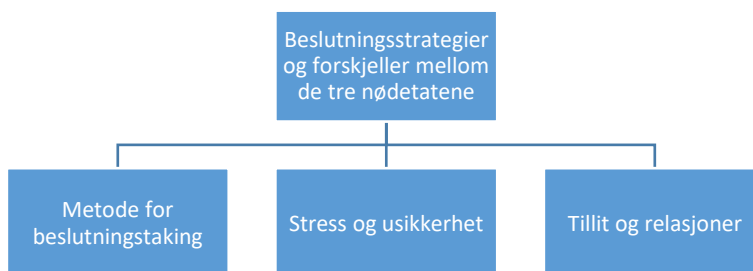 Beslutningsstrategier
og forskjeller mellom
de tre nødetatene
Metode for
beslutningstaking
Stress og usikkerhet
Tillit og relasjoner